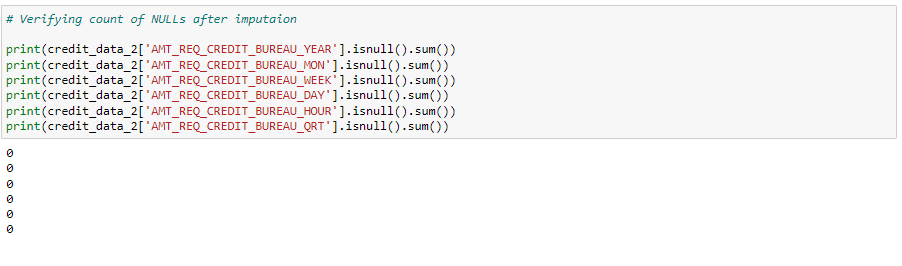 # Verifying count of NULLs after imputaion
print(credit_data_2['AMT_REQ_CREDIT_BUREAU_YEAR'].isnull().sum())
print(credit_data_2['AMT_REQ_CREDIT_BUREAU_MON'].isnull().sum())
print(credit_data_2['AMT_REQ_CREDIT_BUREAU_WEEK'].isnull().sum())
print(credit_data_2['AMT_REQ_CREDIT_BUREAU_DAY'].isnull().sum())
print(credit_data_2['AMT_REQ_CREDIT_BUREAU_HOUR'].isnull().sum())
print(credit_data_2['AMT_REQ_CREDIT_BUREAU_QRT'].isnull().sum())
0
0
0
0
0
0